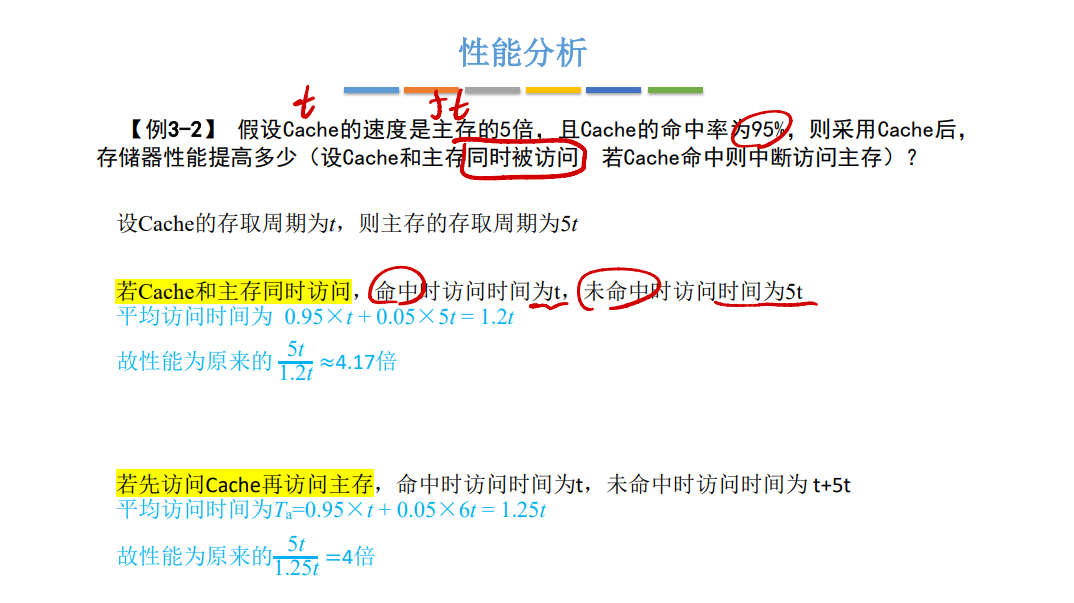 性能分析
t
5t
【例3-2】 假设Cache的速度是主存的5倍，且Cache的命中率为95%，则采用Cache后，
存储器性能提高多少（设Cache和主存同时被访问，若Cache命中则中断访问主存）？
设Cache的存取周期为t，则主存的存取周期为5t
若Cache和主存同时访问，命中时访问时间为t，未命中时访问时间为5t
平均访问时间为 0.95×t + 0.05×5t = 1.2t
故性能为原来的 5t/1.2t ≈4.17倍
若先访问Cache再访问主存，命中时访问时间为t，未命中时访问时间为 t+5t
平均访问时间为Ta=0.95×t + 0.05×6t = 1.25t
故性能为原来的 5t/1.25t =4倍